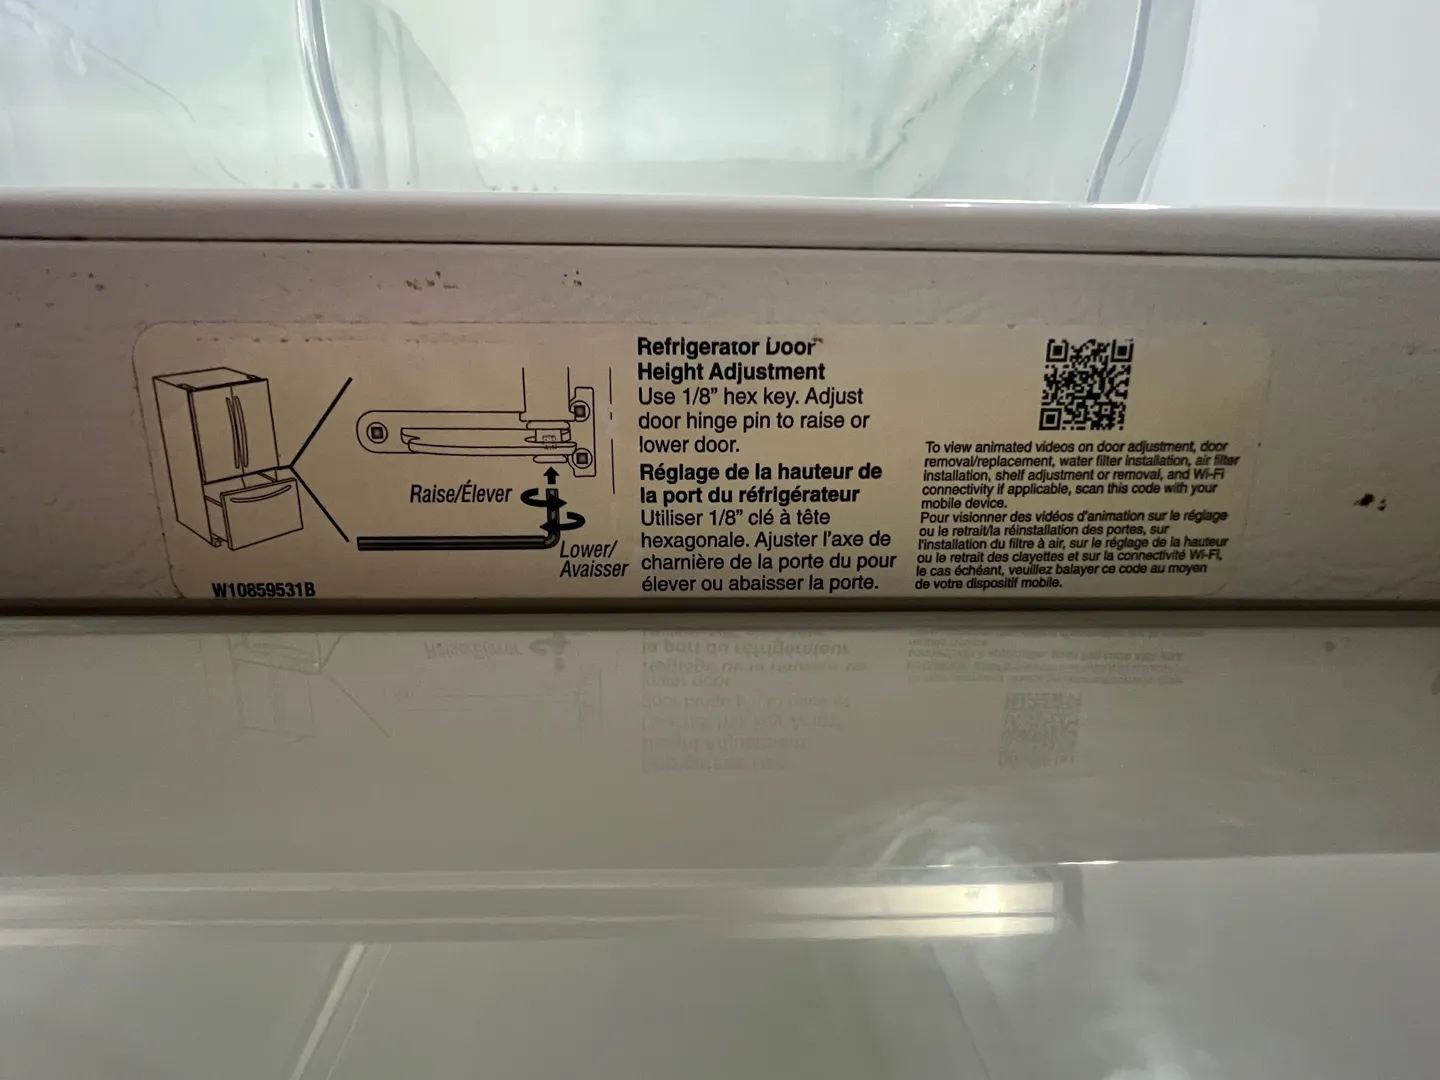 Refrigerator Door
Height Adjustment
Use 1/8" hex key. Adjust
door hinge pin to raise or
lower door.
Réglage de la hauteur de
la port du réfrigérateur
Utiliser 1/8" clé à tête
hexagonale. Ajuster l'axe de
charnière de la porte du pour
élever ou abaisser la porte.
Raise/Élever
Lower/
Avaisser
W10859531B
To view animated videos on door adjustment, door
removal/replacement, water filter installation, air filter
installation, shelf adjustment or removal, and Wi-Fi
connectivity if applicable, scan this code with your
mobile device.
Pour visionner des vidéos d'animation sur le réglage
ou le retrait/la réinstallation des portes, sur
l'installation du filtre à air, sur le réglage de la hauteur
ou le retrait des clayettes et sur la connectivité Wi-Fi,
le cas échéant, veuillez balayer ce code au moyen
de votre dispositif mobile.